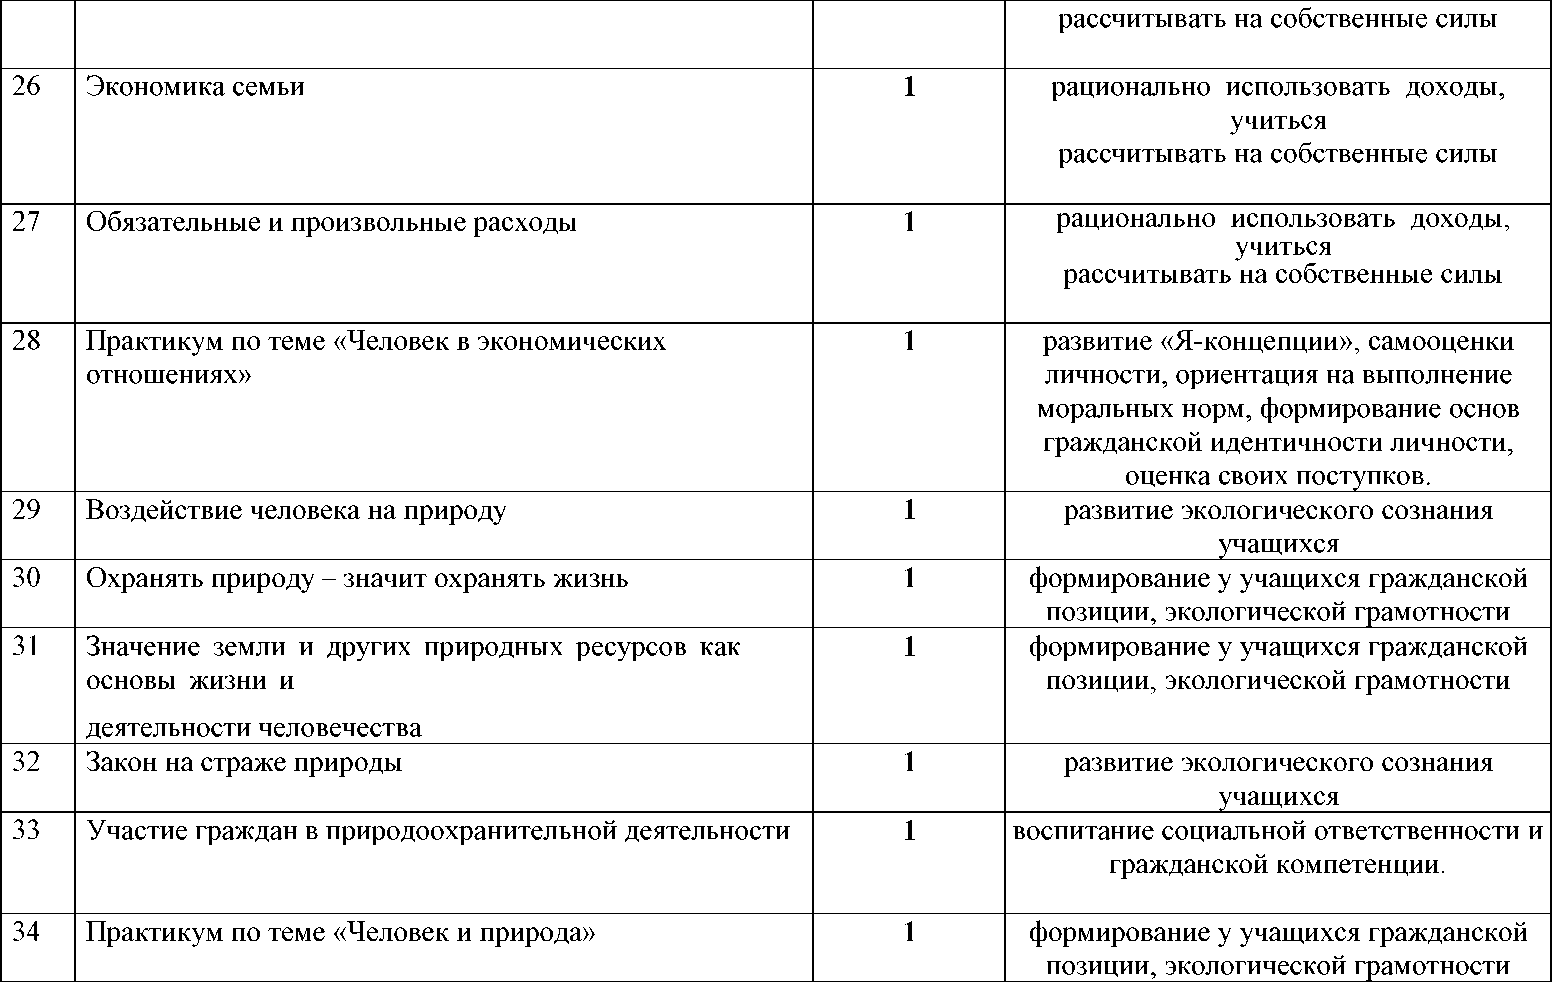 рассчитывать на собственные силы
26 Экономика семьи 1 рационально использовать доходы,
учиться
рассчитывать на собственные силы
27 Обязательные и произвольные расходы 1 рационально использовать доходы,
учиться
рассчитывать на собственные силы
28 Практикум по теме «Человек в экономических 1 развитие «Я-концепции», самооценки
отношениях» личности, ориентация на выполнение
моральных норм, формирование основ
гражданской идентичности личности,
оценка своих поступков.
29 Воздействие человека на природу 1 развитие экологического сознания
учащихся
30 Охранять природу – значит охранять жизнь 1 формирование у учащихся гражданской
позиции, экологической грамотности
31 Значение земли и других природных ресурсов как 1 формирование у учащихся гражданской
основы жизни и позиции, экологической грамотности
деятельности человечества
32 Закон на страже природы 1 развитие экологического сознания
учащихся
33 Участие граждан в природоохранительной деятельности 1 воспитание социальной ответственности и
гражданской компетенции.
34 Практикум по теме «Человек и природа» 1 формирование у учащихся гражданской
позиции, экологической грамотности